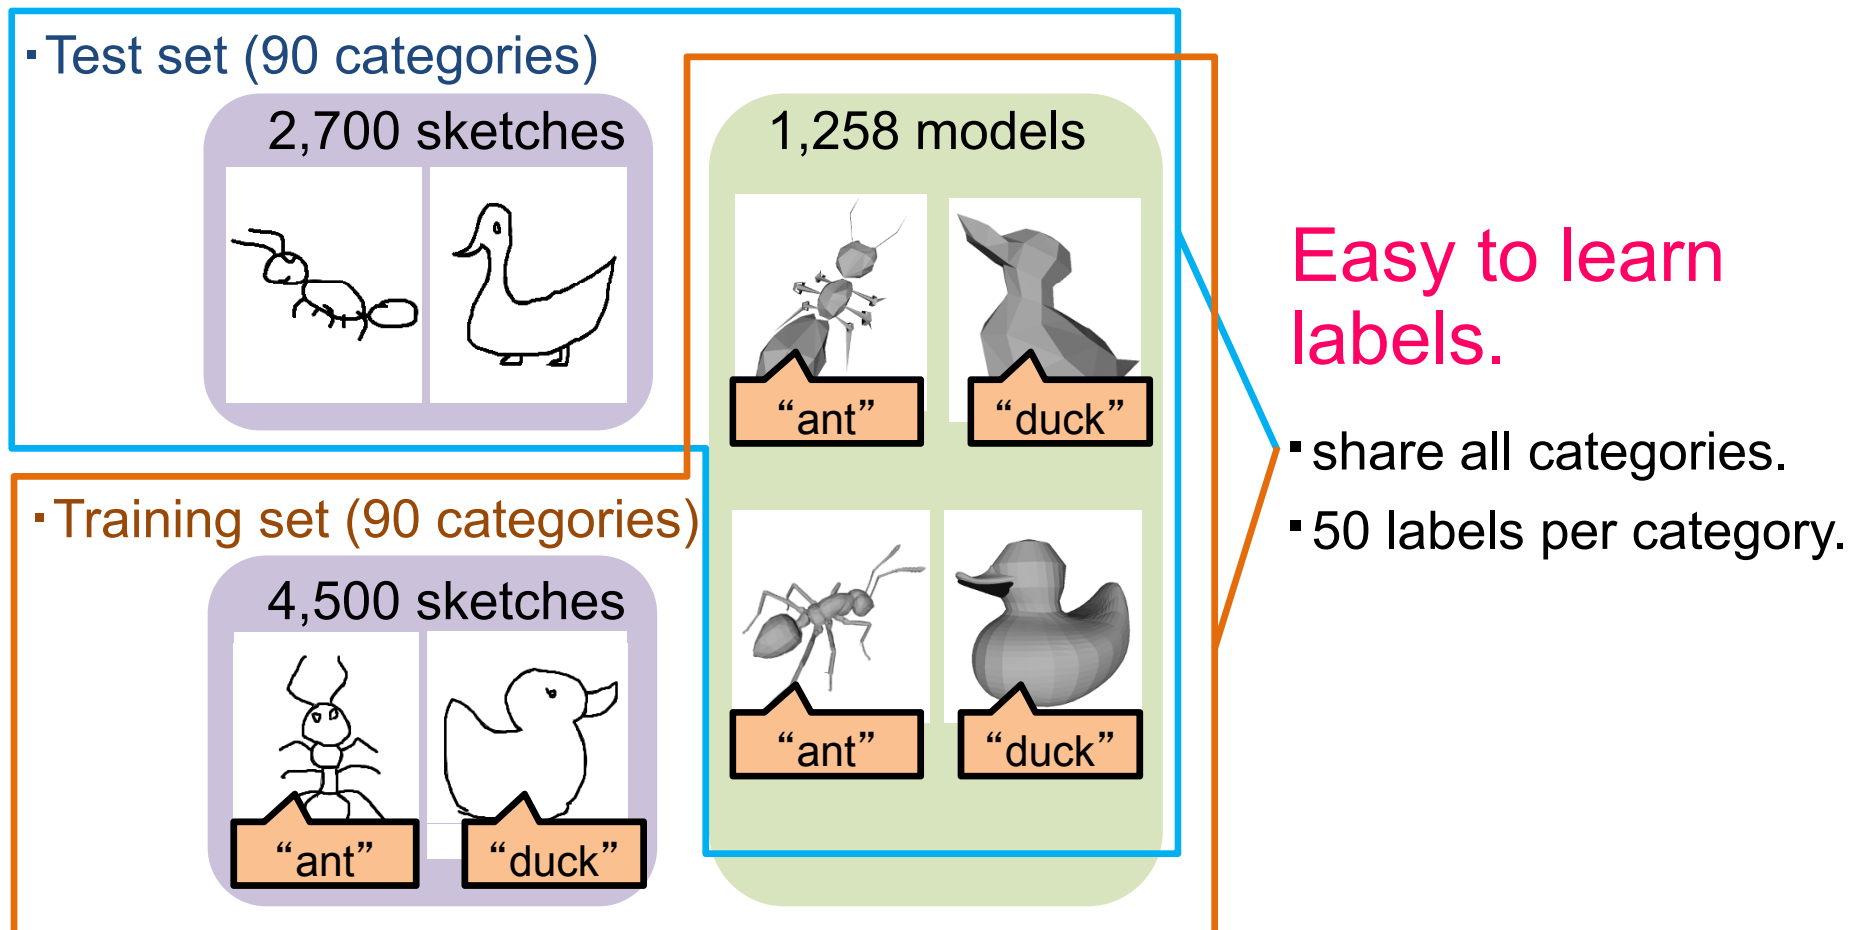 ▪Test set (90 categories)
2,700 sketches
1,258 models
“ant”
“duck”
▪Training set (90 categories)
4,500 sketches
“ant”
“duck”
“ant”
“duck”
Easy to learn
labels.
▪share all categories.
▪50 labels per category.